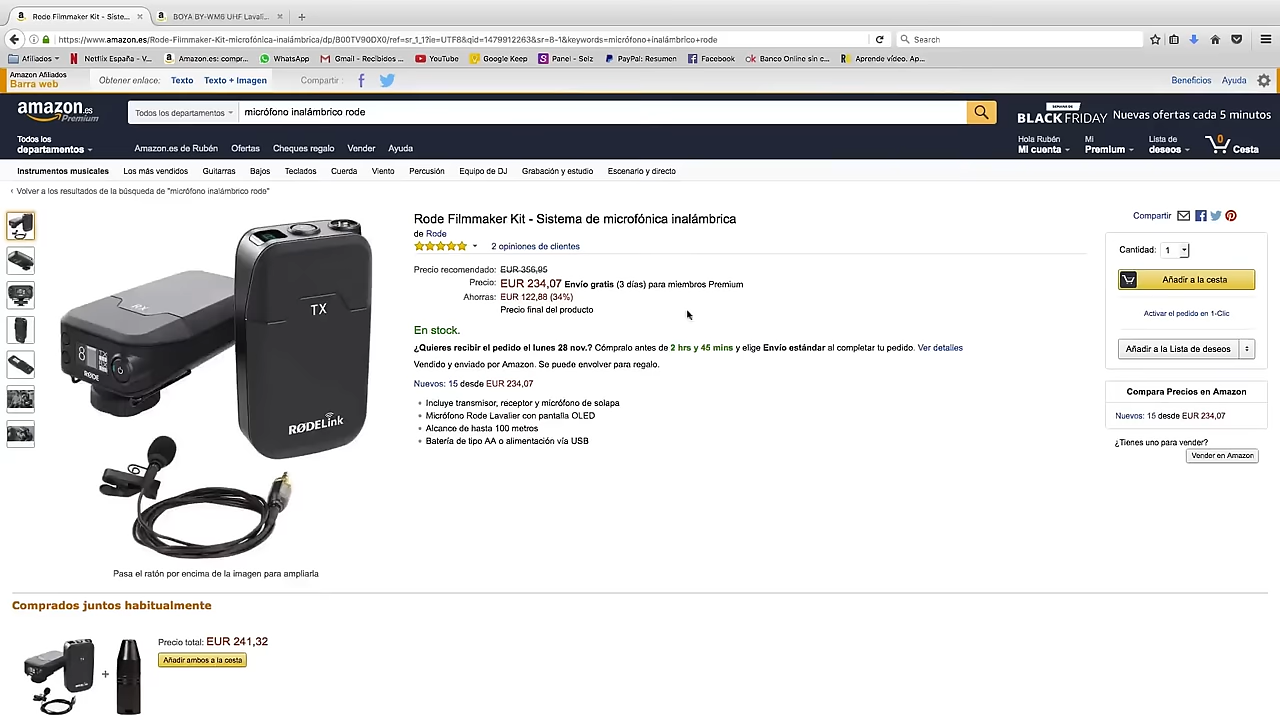 Rode Filmmaker Kit - Siste...
BOYA BY-WM6 UHF Lavali...
https://www.amazon.es/Rode-Filmmaker-Kit-microfónica-inalámbrica/dp/B00TV90DX0/ref=sr_1_1?ie=UTF8&qid=1479912263&sr=8-1&keywords=micrófono+inalámbrico+rode
Search
Afiliados
Netflix España - V...
Amazon.es: compr...
WhatsApp
Gmail - Recibidos ...
YouTube
Google Keep
Panel - Selz
PayPal: Resumen
Facebook
Banco Online sin c...
Aprende vídeo. Ap...
Amazon Afiliados
Barra web
Obtener enlace: Texto Texto + Imagen Compartir :
Beneficios Ayuda
amazon.es
Premium
Todos los departamentos
micrófono inalámbrico rode
SEMANA DE
BLACK FRIDAY Nuevas ofertas cada 5 minutos
Todos los
departamentos
Amazon.es de Rubén Ofertas Cheques regalo Vender Ayuda
Hola Rubén
Mi cuenta
Mi
Premium
Lista de
deseos
0
Cesta
Instrumentos musicales Los más vendidos Guitarras Bajos Teclados Cuerda Viento Percusión Equipo de DJ Grabación y estudio Escenario y directo
‹ Volver a los resultados de la búsqueda de "micrófono inalámbrico rode"
Rode Filmmaker Kit - Sistema de microfónica inalámbrica
de Rode
2 opiniones de clientes
Precio recomendado: EUR 356,95
Precio: EUR 234,07 Envío gratis (3 días) para miembros Premium
Ahorras: EUR 122,88 (34%)
Precio final del producto
En stock.
¿Quieres recibir el pedido el lunes 28 nov.? Cómpralo antes de 2 hrs y 45 mins y elige Envío estándar al completar tu pedido. Ver detalles
Vendido y enviado por Amazon. Se puede envolver para regalo.
Nuevos: 15 desde EUR 234,07
Incluye transmisor, receptor y micrófono de solapa
Micrófono Rode Lavalier con pantalla OLED
Alcance de hasta 100 metros
Batería de tipo AA o alimentación vía USB
Compartir
Cantidad: 1
Añadir a la cesta
Activar el pedido en 1-Clic
Añadir a la Lista de deseos
Compara Precios en Amazon
Nuevos: 15 desde EUR 234,07
¿Tienes uno para vender?
Vender en Amazon
RX
TX
8
RØDE
RØDELink
Pasa el ratón por encima de la imagen para ampliarla
Comprados juntos habitualmente
+
Precio total: EUR 241,32
Añadir ambos a la cesta